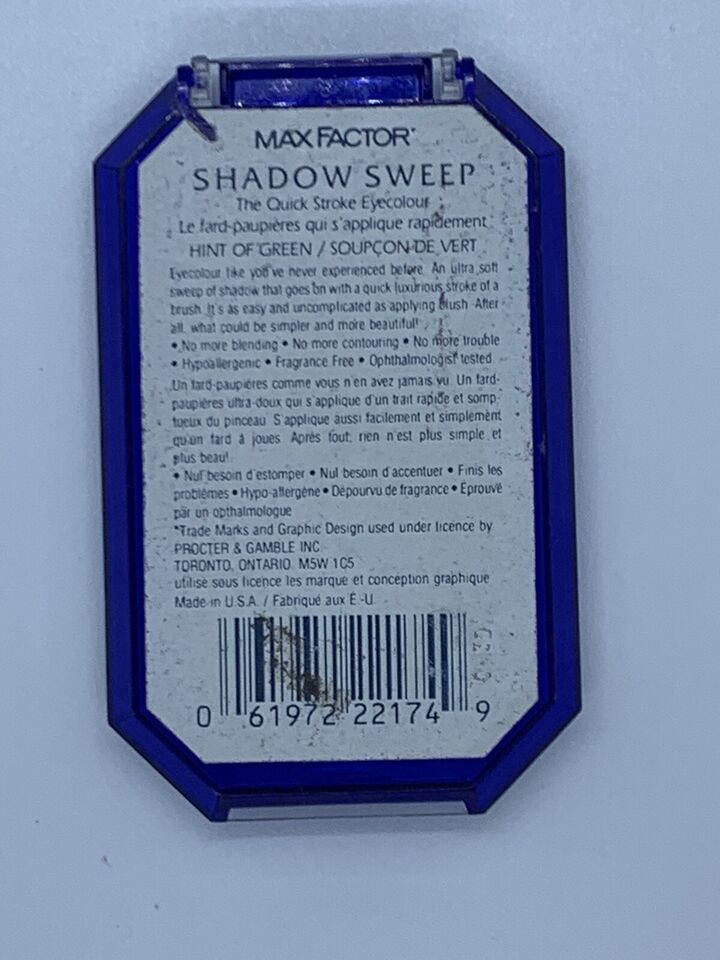 MAX FACTOR*
SHADOW SWEEP
The Quick Stroke Eyecolour
Le fard-paupières qui s'applique rapidement
HINT OF GREEN / SOUPÇON DE VERT
Eyecolour like you've never experienced before. An ultra soft
sweep of shadow that goes on with a quick luxurious stroke of a
brush. It's as easy and uncomplicated as applying blush. After
all, what could be simpler and more beautiful!
• No more blending • No more contouring • No more trouble
• Hypoallergenic • Fragrance Free • Ophthalmologist tested
Un fard-paupières comme vous n'en avez jamais vu. Un fard-
paupières ultra-doux qui s'applique d'un trait rapide et somp-
tueux du pinceau. S'applique aussi facilement et simplement
qu'un fard à joues. Après tout, rien n'est plus simple et
plus beau!
• Nul besoin d'estomper • Nul besoin d'accentuer • Finis les
problèmes • Hypo-allergène • Dépourvu de fragrance • Éprouvé
par un opthalmologue
*Trade Marks and Graphic Design used under licence by
PROCTER & GAMBLE INC.
TORONTO, ONTARIO M5W 1C5
utilisé sous licence les marque et conception graphique
Made in U.S.A. / Fabriqué aux É.-U.
0 61972 22174 9